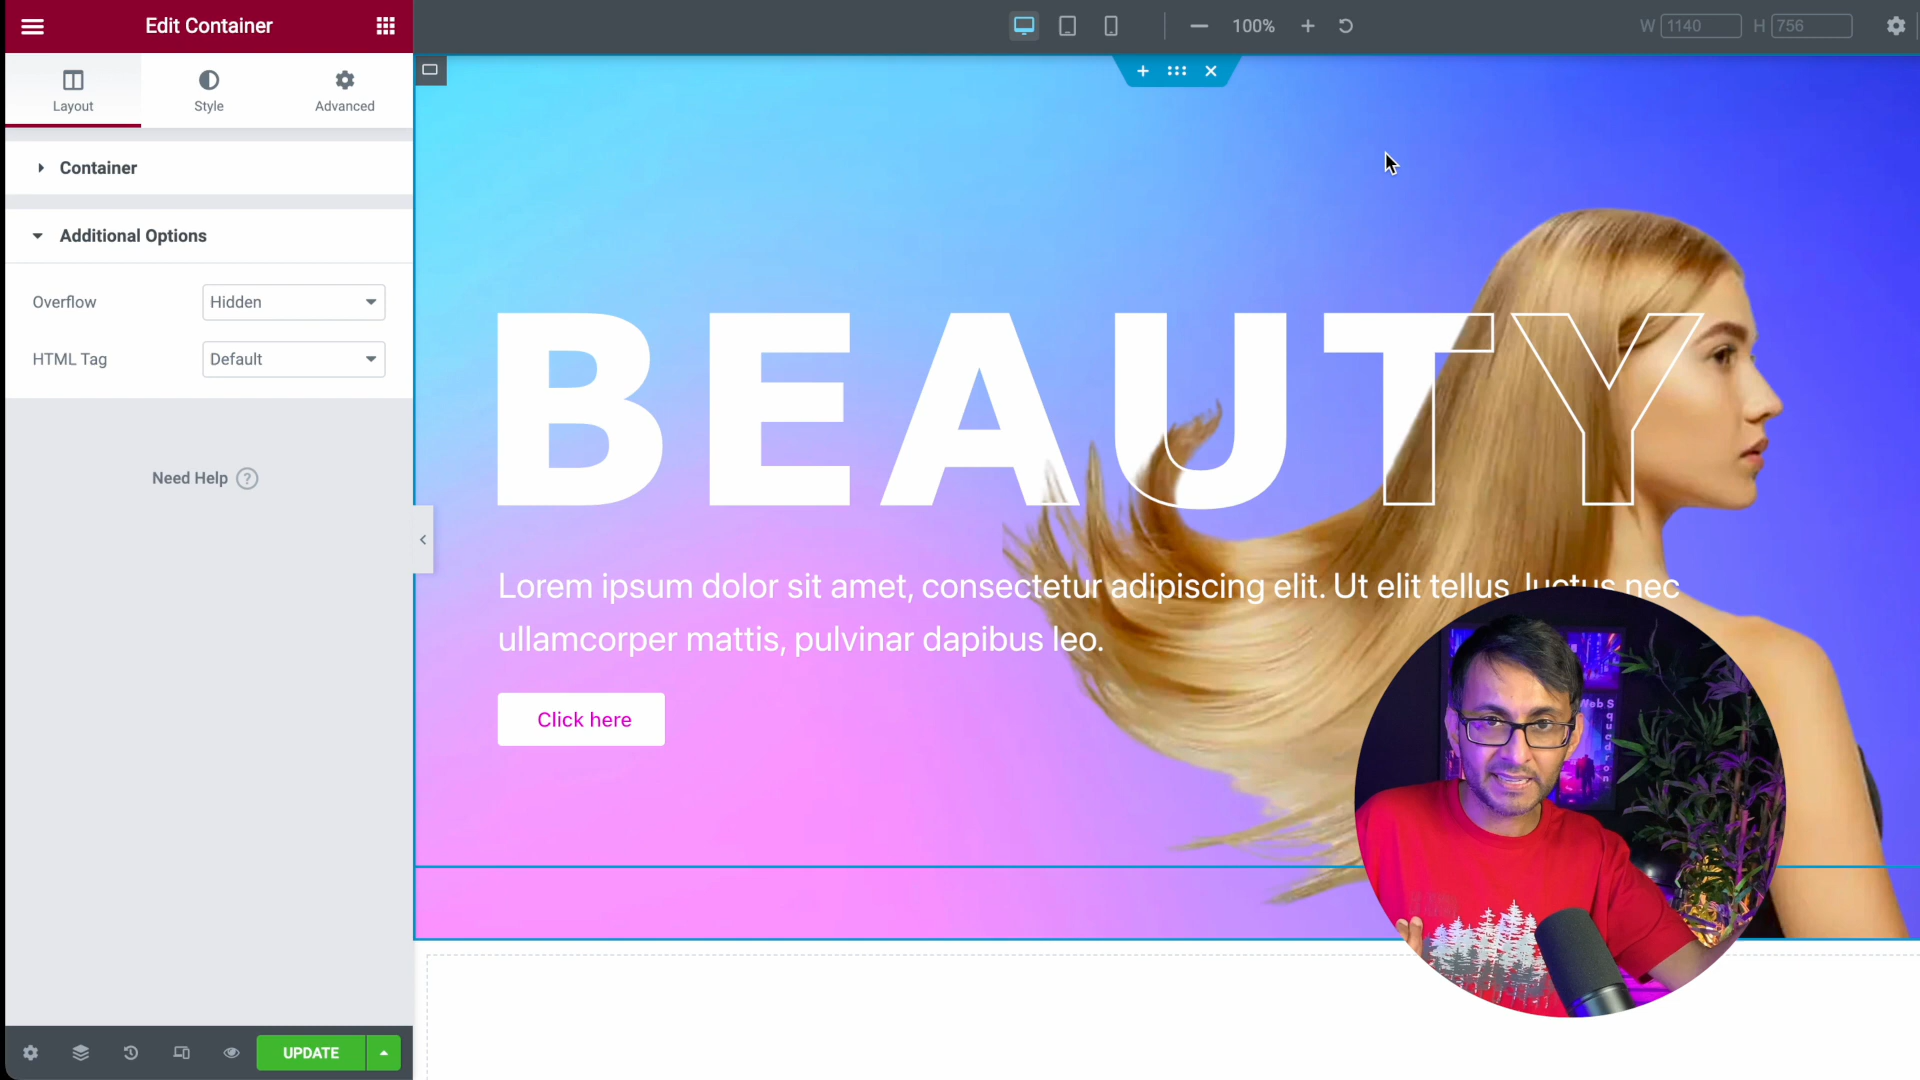 Edit Container
100%
W 1140 H 756
Layout
Style
Advanced
Container
Additional Options
Overflow
Hidden
HTML Tag
Default
Need Help ?
UPDATE
BEAUTY
Lorem ipsum dolor sit amet, consectetur adipiscing elit. Ut elit tellus, luctus nec
ullamcorper mattis, pulvinar dapibus leo.
Click here
Web Squadron